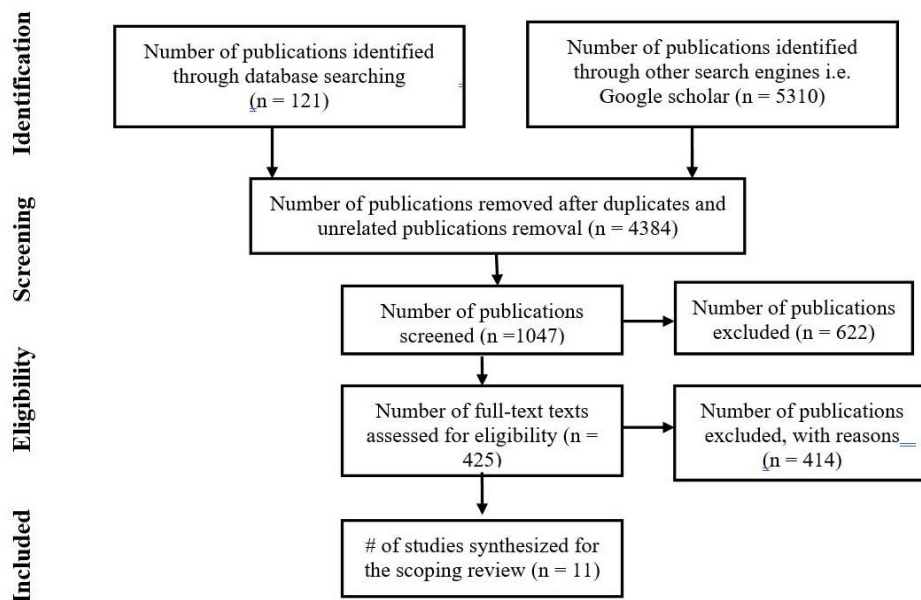 Identification
Number of publications identified
through database searching
(n = 121)
Number of publications identified
through other search engines i.e.
Google scholar (n = 5310)
Screening
Number of publications removed after duplicates and
unrelated publications removal (n = 4384)
Number of publications
screened (n =1047)
Number of publications
excluded (n = 622)
Eligibility
Number of full-text texts
assessed for eligibility (n =
425)
Number of publications
excluded, with reasons
(n = 414)
Included
# of studies synthesized for
the scoping review (n = 11)